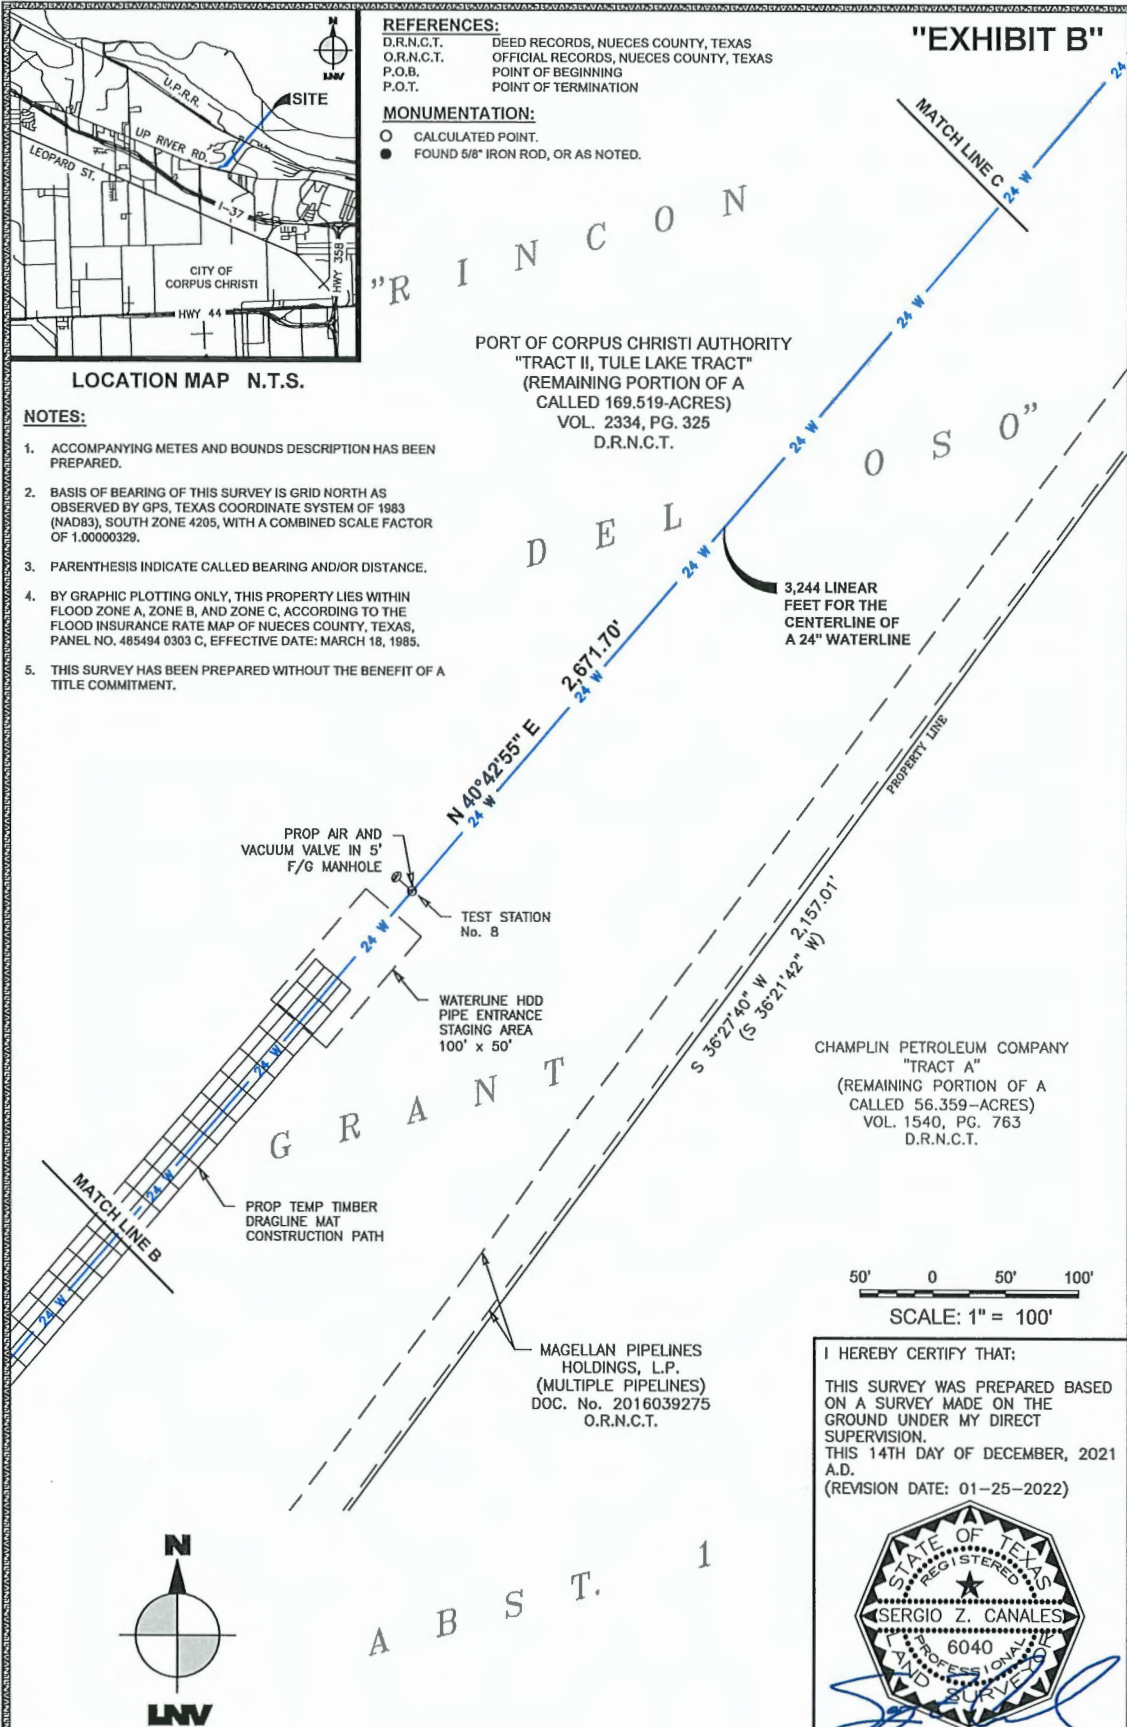 "EXHIBIT B"
REFERENCES:
D.R.N.C.T. DEED RECORDS, NUECES COUNTY, TEXAS
O.R.N.C.T. OFFICIAL RECORDS, NUECES COUNTY, TEXAS
P.O.B. POINT OF BEGINNING
P.O.T. POINT OF TERMINATION
MONUMENTATION:
CALCULATED POINT.
FOUND 5/8" IRON ROD, OR AS NOTED.
N
LNV
SITE
U.P.R.R.
UP RIVER RD.
LEOPARD ST.
I-37
HWY 358
CITY OF
CORPUS CHRISTI
HWY 44
LOCATION MAP N.T.S.
NOTES:
1. ACCOMPANYING METES AND BOUNDS DESCRIPTION HAS BEEN
PREPARED.
2. BASIS OF BEARING OF THIS SURVEY IS GRID NORTH AS
OBSERVED BY GPS, TEXAS COORDINATE SYSTEM OF 1983
(NAD83), SOUTH ZONE 4205, WITH A COMBINED SCALE FACTOR
OF 1.00000329.
3. PARENTHESIS INDICATE CALLED BEARING AND/OR DISTANCE.
4. BY GRAPHIC PLOTTING ONLY, THIS PROPERTY LIES WITHIN
FLOOD ZONE A, ZONE B, AND ZONE C, ACCORDING TO THE
FLOOD INSURANCE RATE MAP OF NUECES COUNTY, TEXAS,
PANEL NO. 485494 0303 C, EFFECTIVE DATE: MARCH 18, 1985.
5. THIS SURVEY HAS BEEN PREPARED WITHOUT THE BENEFIT OF A
TITLE COMMITMENT.
"RINCON
DEL OSO"
GRANT
ABST. 1
PORT OF CORPUS CHRISTI AUTHORITY
"TRACT II, TULE LAKE TRACT"
(REMAINING PORTION OF A
CALLED 169.519-ACRES)
VOL. 2334, PG. 325
D.R.N.C.T.
24
MATCH LINE C
24 W
24 W
24 W
24 W
3,244 LINEAR
FEET FOR THE
CENTERLINE OF
A 24" WATERLINE
N 40°42'55" E 2,671.70'
24 W
24 W
PROPERTY LINE
PROP AIR AND
VACUUM VALVE IN 5'
F/G MANHOLE
TEST STATION
No. 8
24 W
WATERLINE HDD
PIPE ENTRANCE
STAGING AREA
100' x 50'
24 W
S 36°27'40" W 2,157.01'
(S 36°21'42" W)
CHAMPLIN PETROLEUM COMPANY
"TRACT A"
(REMAINING PORTION OF A
CALLED 56.359-ACRES)
VOL. 1540, PG. 763
D.R.N.C.T.
24 W
MATCH LINE B
PROP TEMP TIMBER
DRAGLINE MAT
CONSTRUCTION PATH
24 W
50' 0 50' 100'
SCALE: 1" = 100'
MAGELLAN PIPELINES
HOLDINGS, L.P.
(MULTIPLE PIPELINES)
DOC. No. 2016039275
O.R.N.C.T.
I HEREBY CERTIFY THAT:
THIS SURVEY WAS PREPARED BASED
ON A SURVEY MADE ON THE
GROUND UNDER MY DIRECT
SUPERVISION.
THIS 14TH DAY OF DECEMBER, 2021
A.D.
(REVISION DATE: 01-25-2022)
STATE OF TEXAS
REGISTERED
SERGIO Z. CANALES
6040
PROFESSIONAL
LAND SURVEYOR
N
LNV